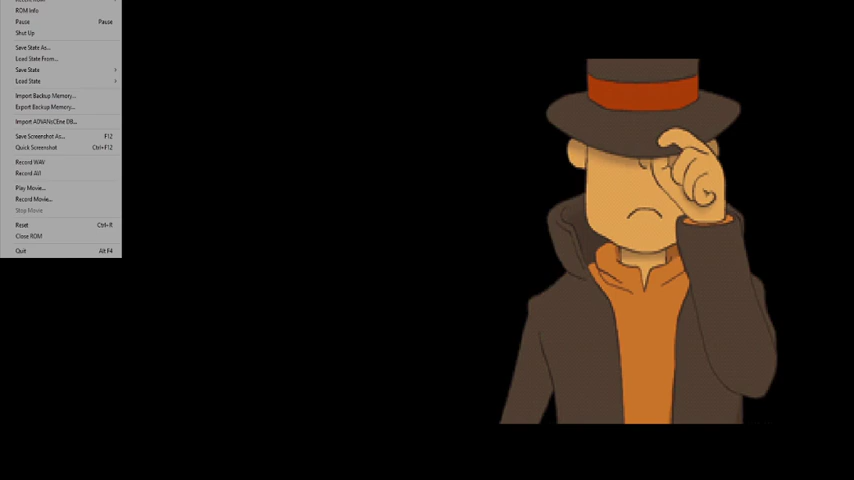 ROM Info
Pause Pause
Shut Up
Save State As...
Load State From...
Save State
Load State
Import Backup Memory...
Export Backup Memory...
Import ADVANsCEne DB...
Save Screenshot As... F12
Quick Screenshot Ctrl+F12
Record WAV
Record AVI
Play Movie...
Record Movie...
Stop Movie
Reset Ctrl+R
Close ROM
Quit Alt F4